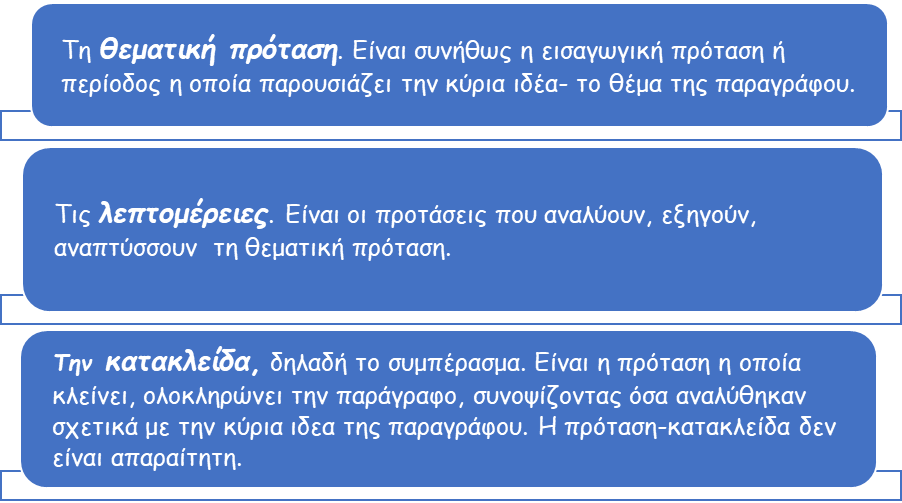 Τη θεματική πρόταση. Είναι συνήθως η εισαγωγική πρόταση ή
περίοδος η οποία παρουσιάζει την κύρια ιδέα- το θέμα της παραγράφου.
Τις λεπτομέρειες. Είναι οι προτάσεις που αναλύουν, εξηγούν,
αναπτύσσουν τη θεματική πρόταση.
Την κατακλείδα, δηλαδή το συμπέρασμα. Είναι η πρόταση η οποία
κλείνει, ολοκληρώνει την παράγραφο, συνοψίζοντας όσα αναλύθηκαν
σχετικά με την κύρια ιδεα της παραγράφου. Η πρόταση-κατακλείδα δεν
είναι απαραίτητη.